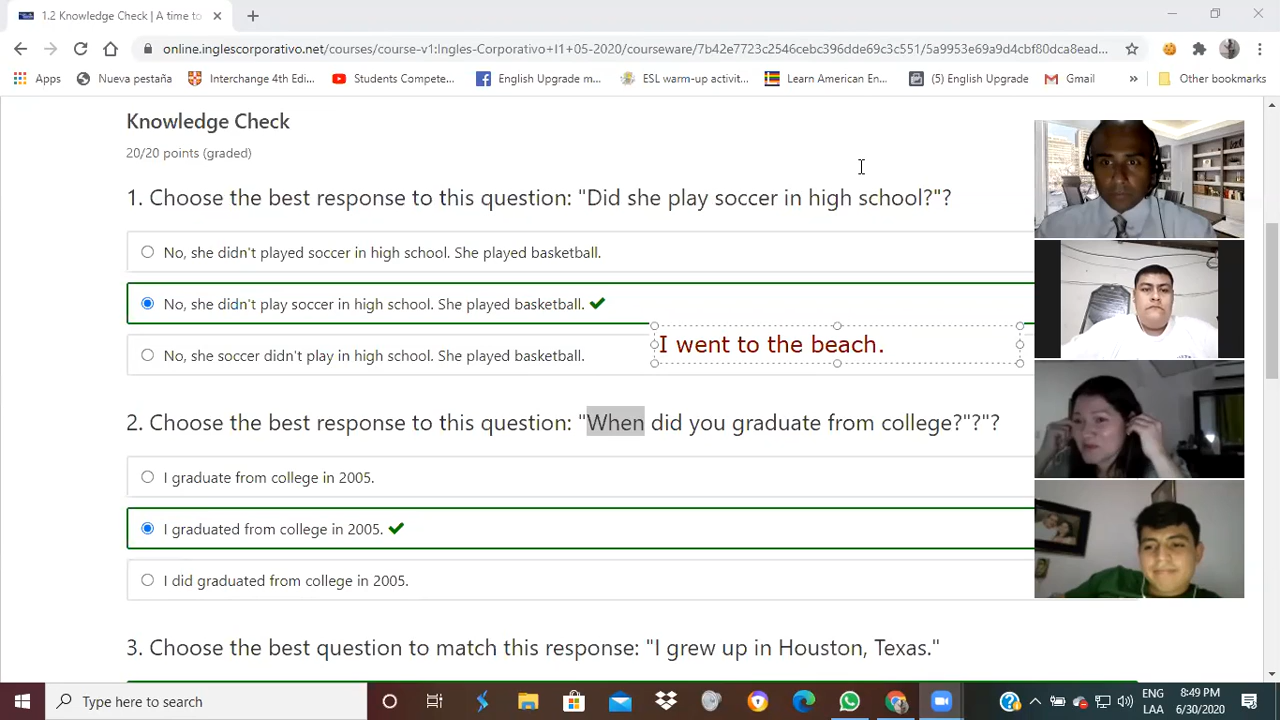 1.2 Knowledge Check | A time to
online.inglescorporativo.net/courses/course-v1:Ingles-Corporativo+I1+05-2020/courseware/7b42e7723c2546cebc396dde69c3c551/5a9953e69a9d4cbf80dca8ead...
Apps Nueva pestaña Interchange 4th Edi... Students Compete... English Upgrade m... ESL warm-up activit... Learn American En... (5) English Upgrade Gmail » Other bookmarks
Knowledge Check
20/20 points (graded)
1. Choose the best response to this question: "Did she play soccer in high school?"?
No, she didn't played soccer in high school. She played basketball.
No, she didn't play soccer in high school. She played basketball.
I went to the beach.
No, she soccer didn't play in high school. She played basketball.
2. Choose the best response to this question: "When did you graduate from college?"?"?
I graduate from college in 2005.
I graduated from college in 2005.
I did graduated from college in 2005.
3. Choose the best question to match this response: "I grew up in Houston, Texas."
Type here to search
ENG 8:49 PM
LAA 6/30/2020